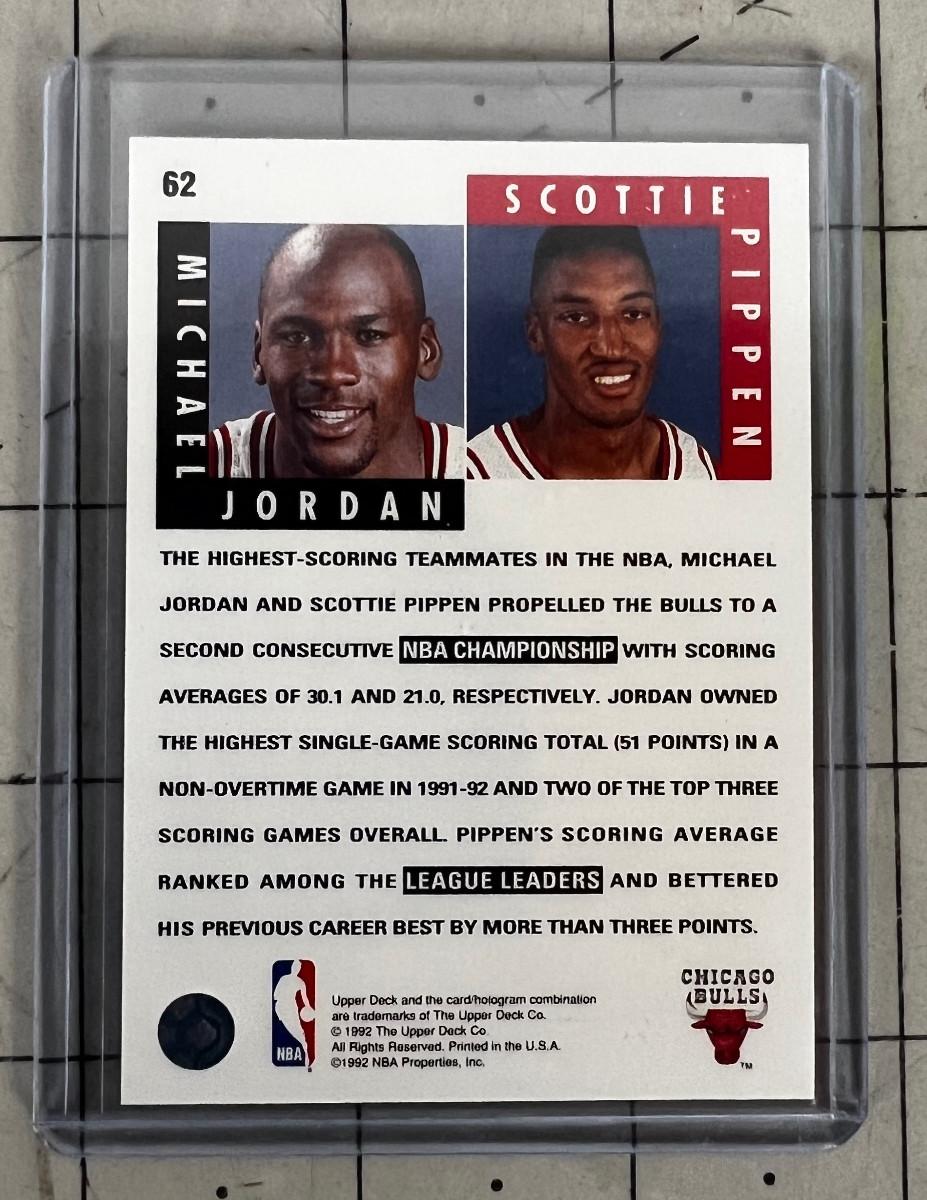 62
SCOTTIE
PIPPEN
MICHAEL
JORDAN
THE HIGHEST-SCORING TEAMMATES IN THE NBA, MICHAEL
JORDAN AND SCOTTIE PIPPEN PROPELLED THE BULLS TO A
SECOND CONSECUTIVE NBA CHAMPIONSHIP WITH SCORING
AVERAGES OF 30.1 AND 21.0, RESPECTIVELY. JORDAN OWNED
THE HIGHEST SINGLE-GAME SCORING TOTAL (51 POINTS) IN A
NON-OVERTIME GAME IN 1991-92 AND TWO OF THE TOP THREE
SCORING GAMES OVERALL. PIPPEN'S SCORING AVERAGE
RANKED AMONG THE LEAGUE LEADERS AND BETTERED
HIS PREVIOUS CAREER BEST BY MORE THAN THREE POINTS.
NBA
Upper Deck and the card/hologram combination
are trademarks of The Upper Deck Co.
© 1992 The Upper Deck Co.
All Rights Reserved. Printed in the U.S.A.
©1992 NBA Properties, Inc.
CHICAGO
BULLS
TM